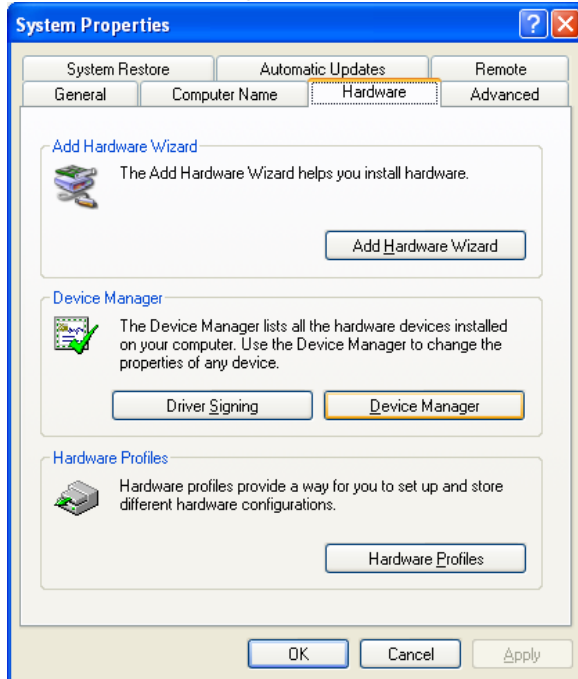 System Properties
System Restore
Automatic Updates
Remote
General
Computer Name
Hardware
Advanced
Add Hardware Wizard
The Add Hardware Wizard helps you install hardware.
Add Hardware Wizard
Device Manager
The Device Manager lists all the hardware devices installed
on your computer. Use the Device Manager to change the
properties of any device.
Driver Signing
Device Manager
Hardware Profiles
Hardware profiles provide a way for you to set up and store
different hardware configurations.
Hardware Profiles
OK
Cancel
Apply